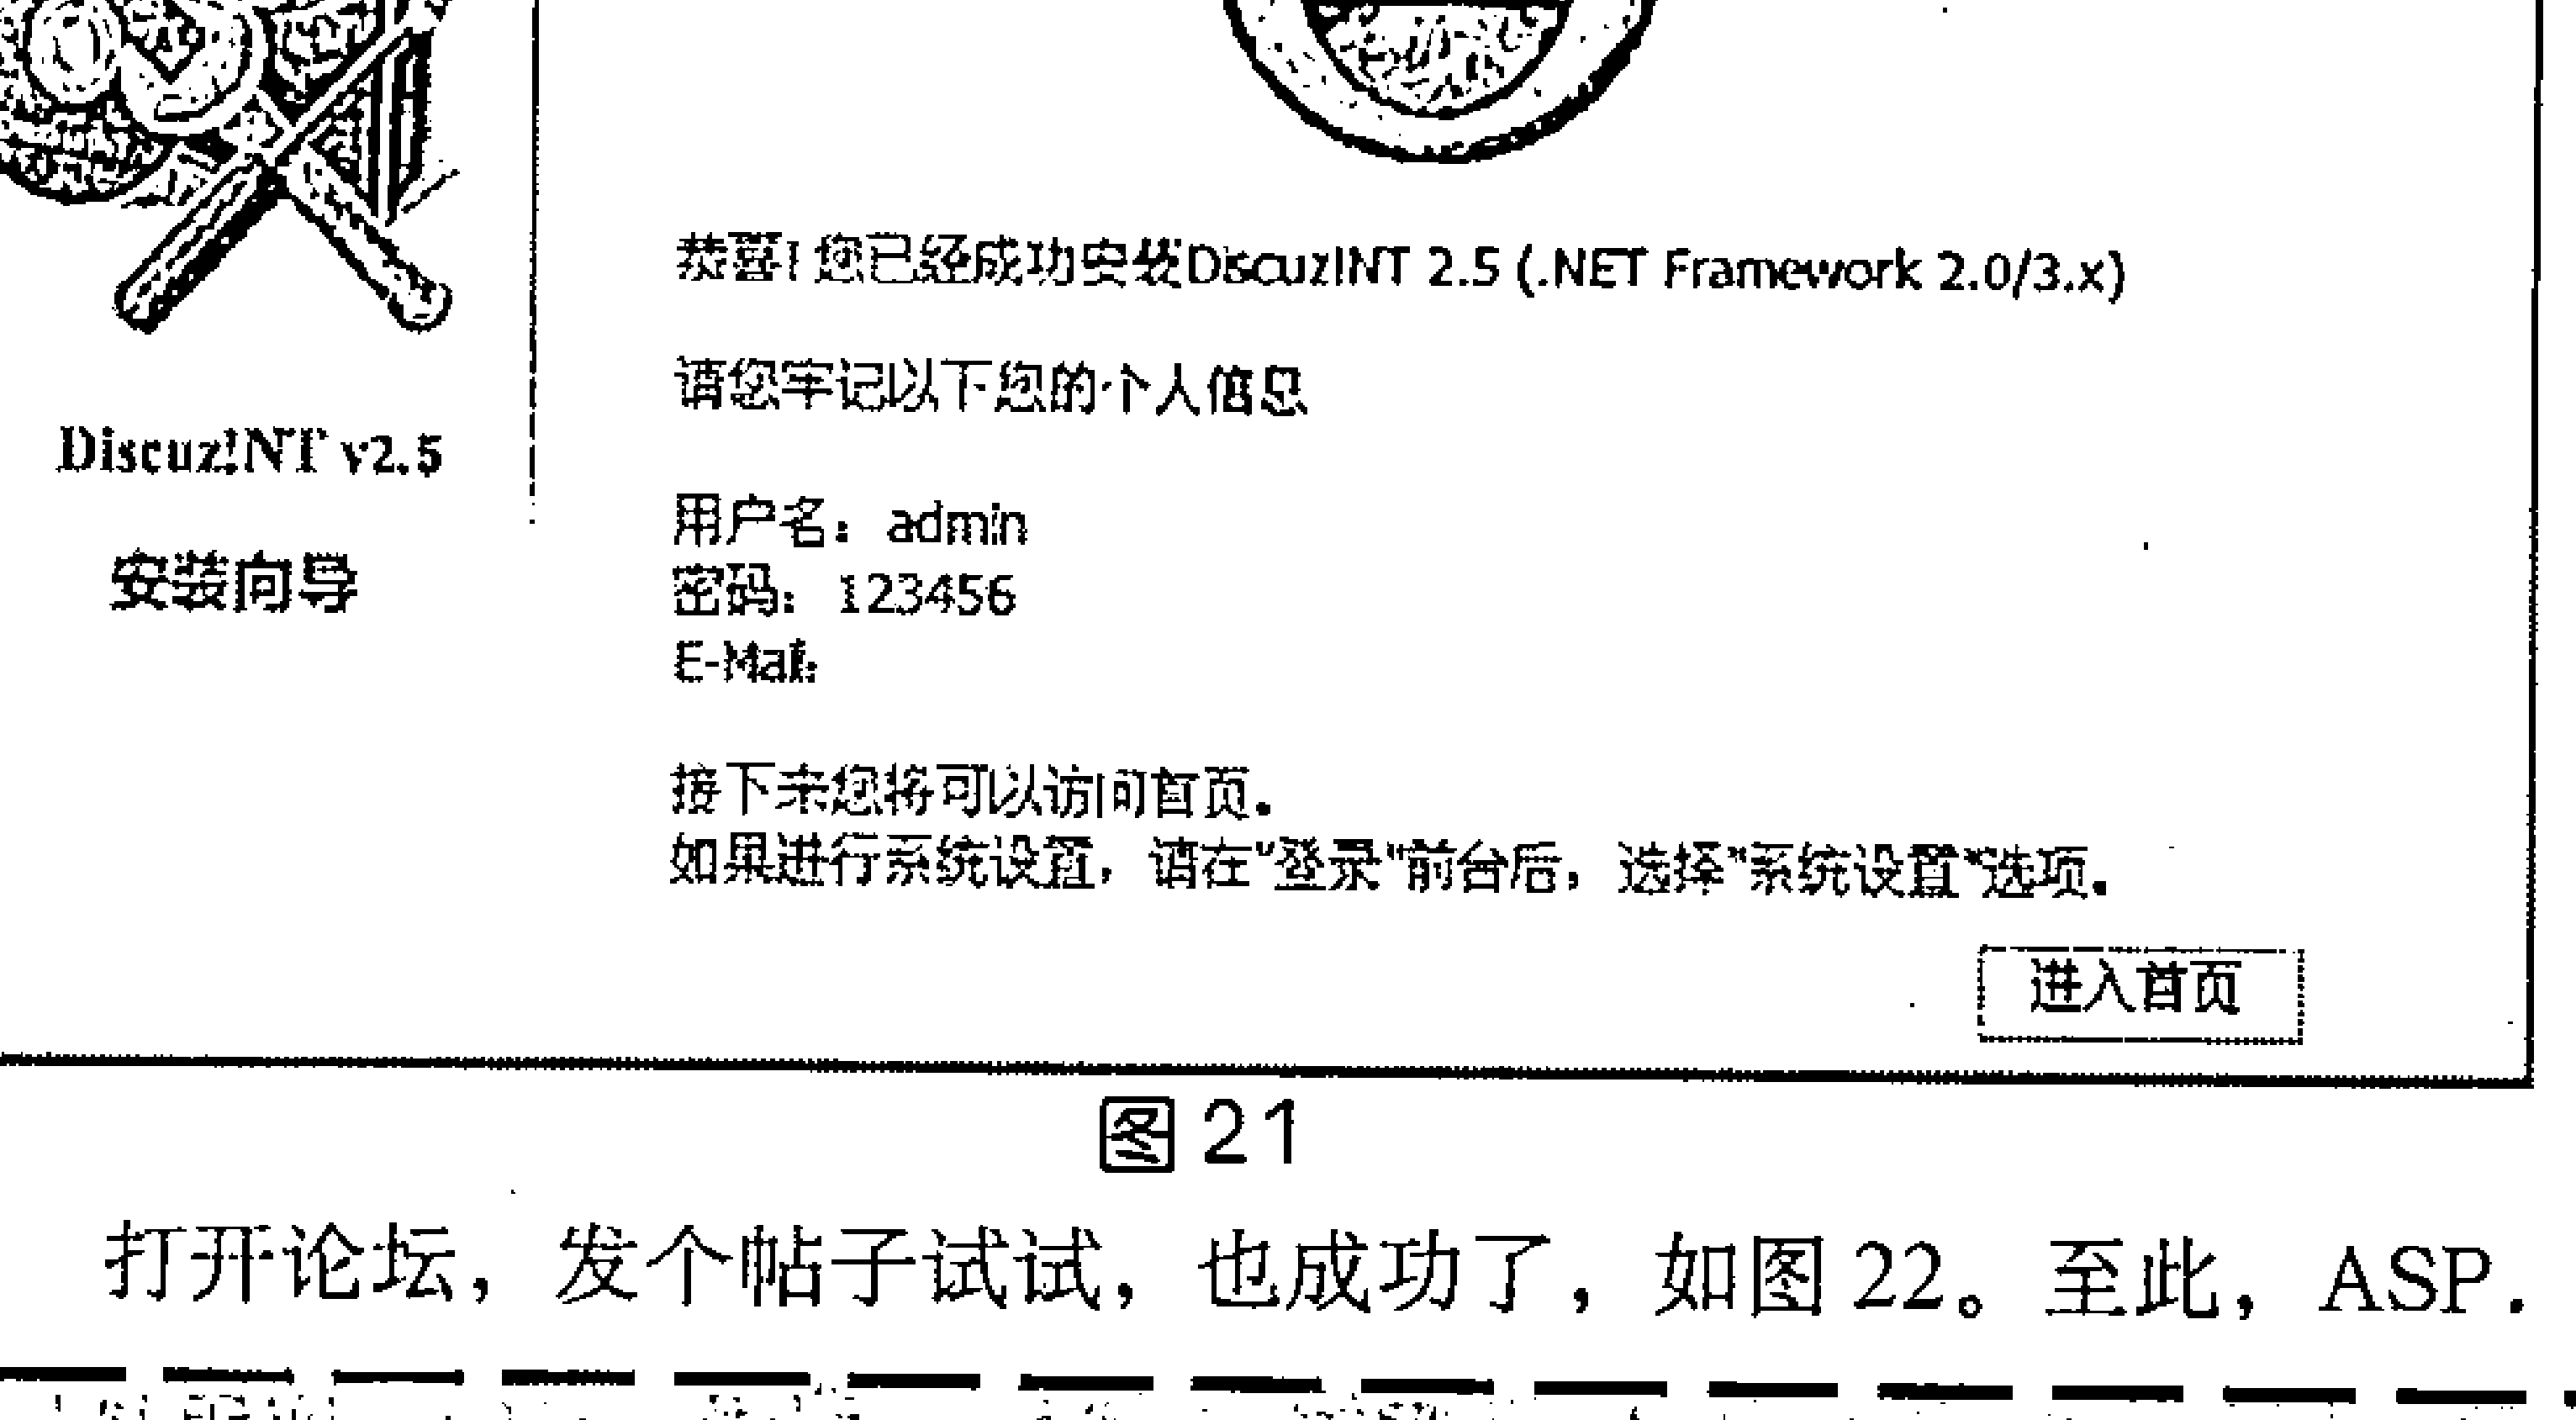 恭喜! 您已经成功安装Discuz!NT 2.5 (.NET Framework 2.0/3.x)
请您牢记以下您的个人信息
Discuz!NT v2.5
安装向导
用户名: admin
密码: 123456
E-Mail:
接下来您将可以访问首页。
如果进行系统设置，请在"登录"前台后，选择"系统设置"选项。
进入首页
图 21
打开论坛，发个帖子试试，也成功了，如图 22。至此，ASP.